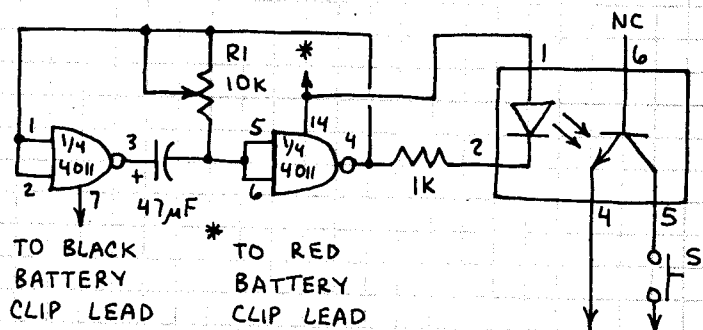 NC
R1
10K
*
1
6
1
1/4
4011
3
2
7
+
47µF
5
1/4
4011
14
4
6
1K
2
4
5
S
TO BLACK
BATTERY
CLIP LEAD
*
TO RED
BATTERY
CLIP LEAD